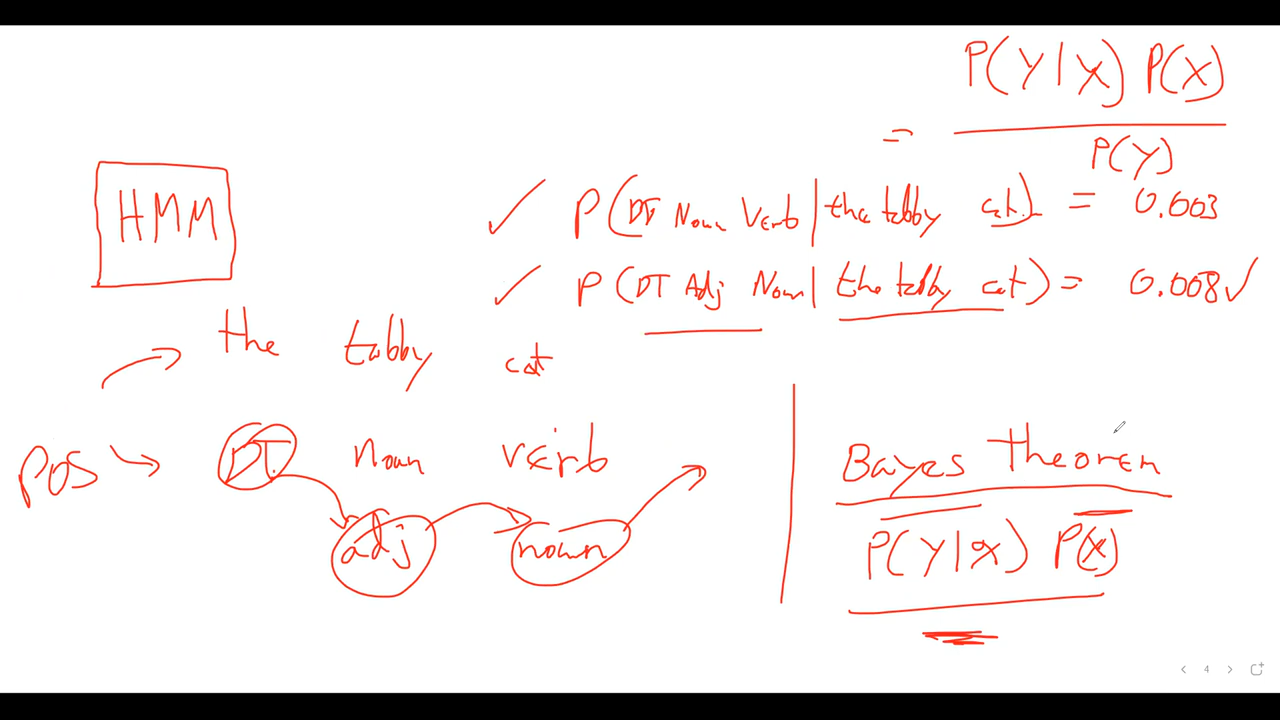 P(Y|X) P(X)
=
P(Y)
HMM
P(DT Noun Verb|the tabby cat) = 0.003
P(DT Adj Noun|the tabby cat) = 0.008
the tabby cat
POS → DT noun verb
adj noun
Bayes Theorem
P(Y|X) P(X)
4